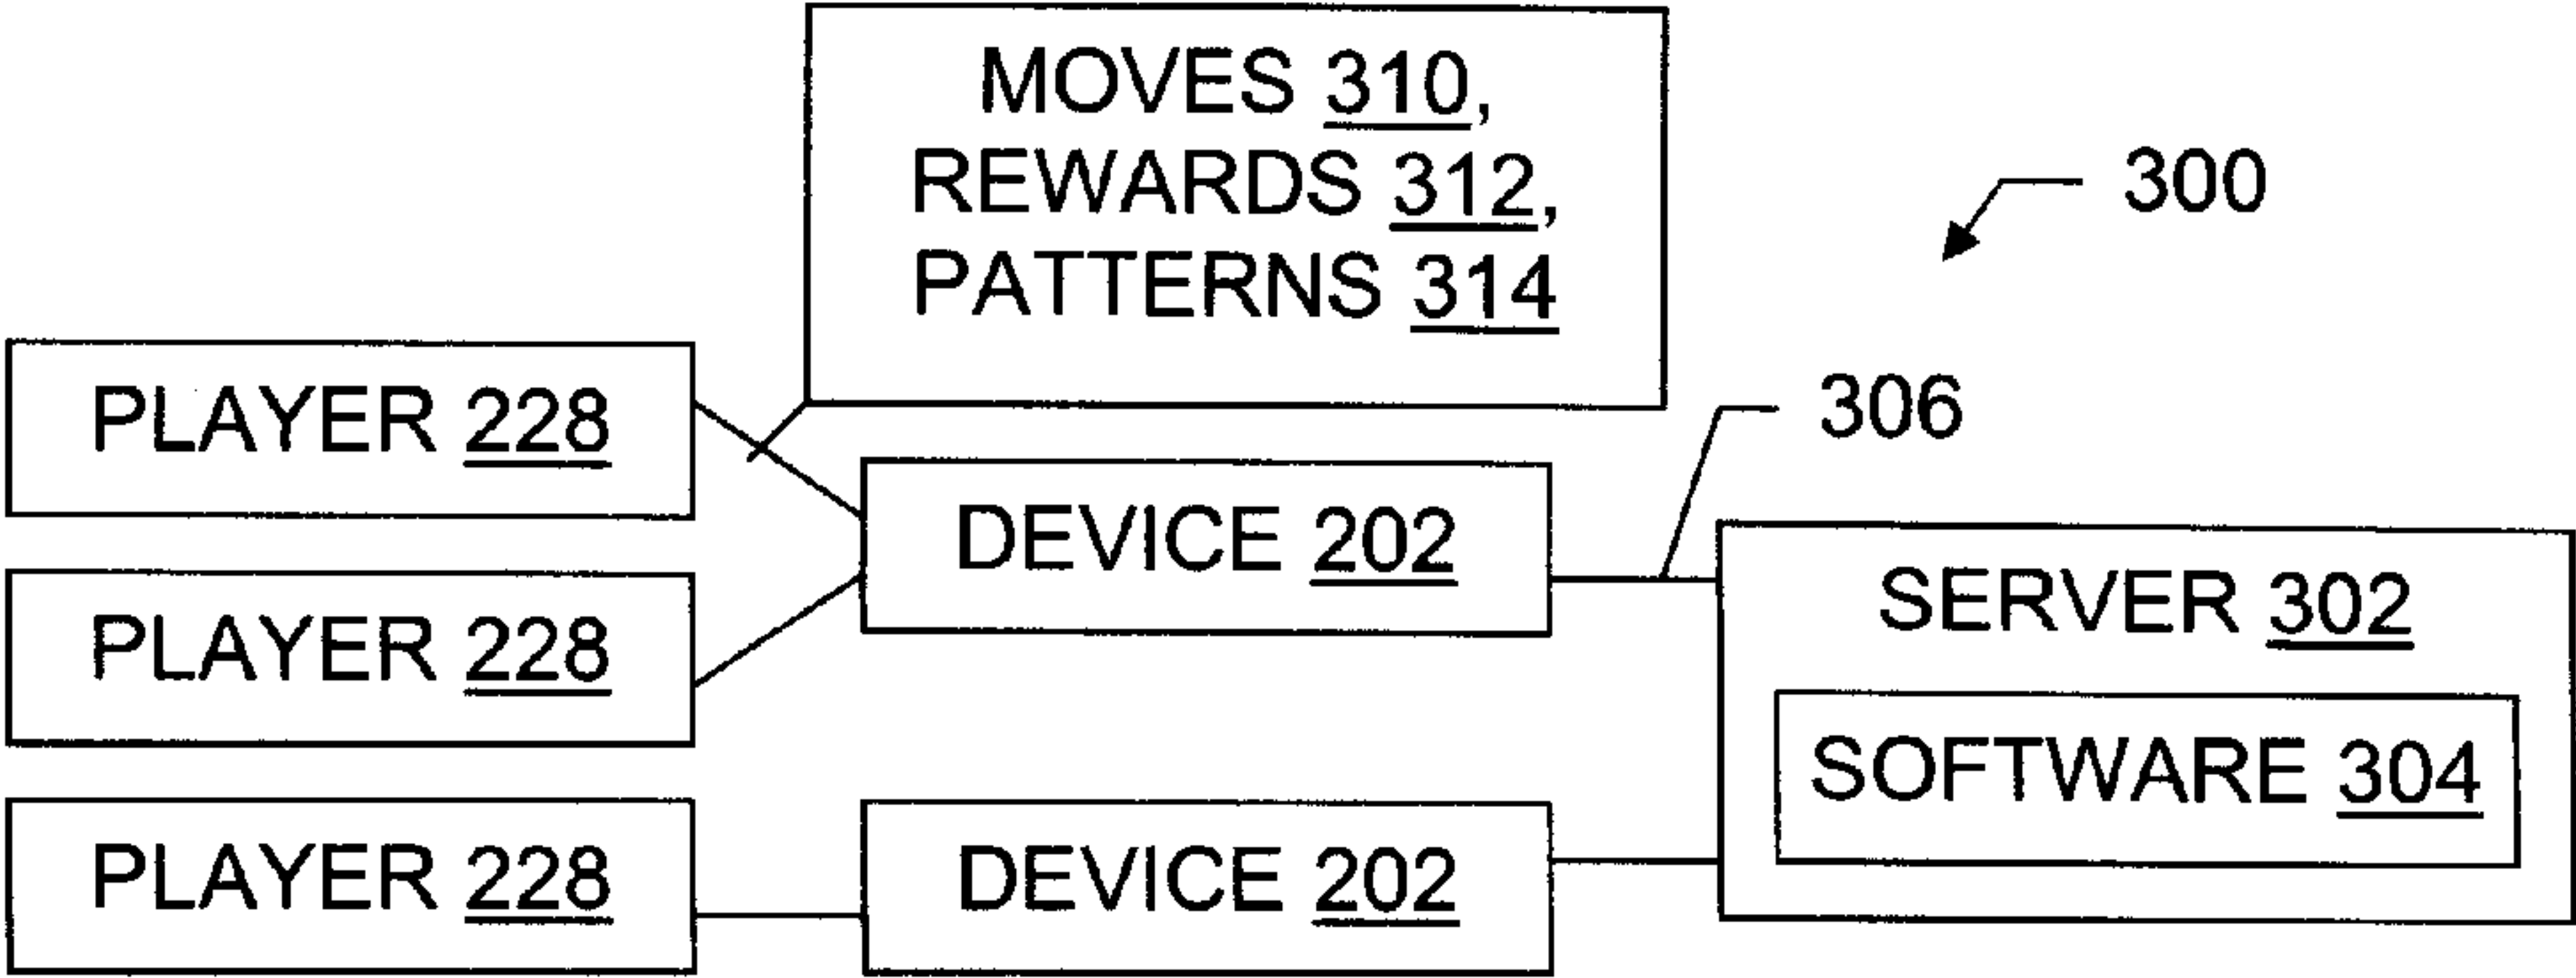 MOVES 310,
REWARDS 312,
PATTERNS 314
300
PLAYER 228
306
DEVICE 202
SERVER 302
PLAYER 228
SOFTWARE 304
PLAYER 228
DEVICE 202